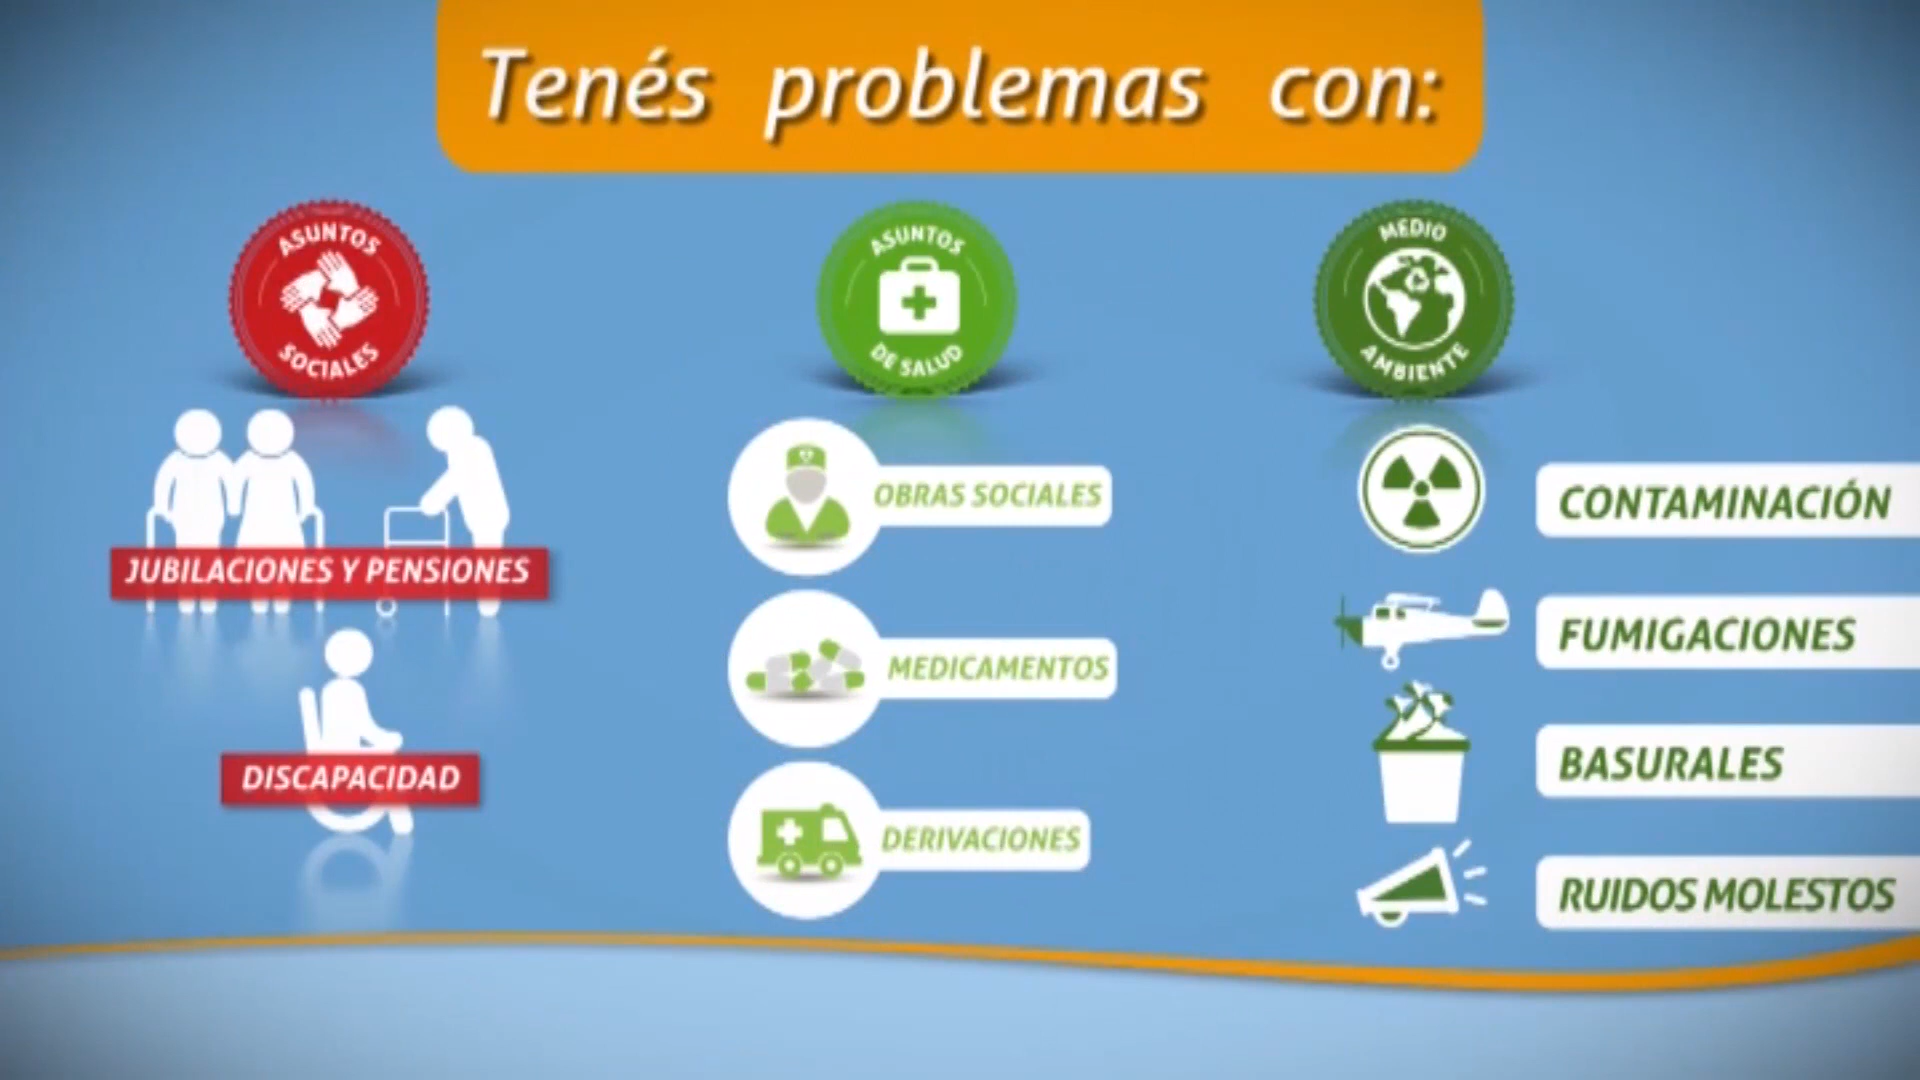 Tenés problemas con:
ASUNTOS
SOCIALES
JUBILACIONES Y PENSIONES
DISCAPACIDAD
ASUNTOS
DE SALUD
OBRAS SOCIALES
MEDICAMENTOS
DERIVACIONES
MEDIO
AMBIENTE
CONTAMINACIÓN
FUMIGACIONES
BASURALES
RUIDOS MOLESTOS